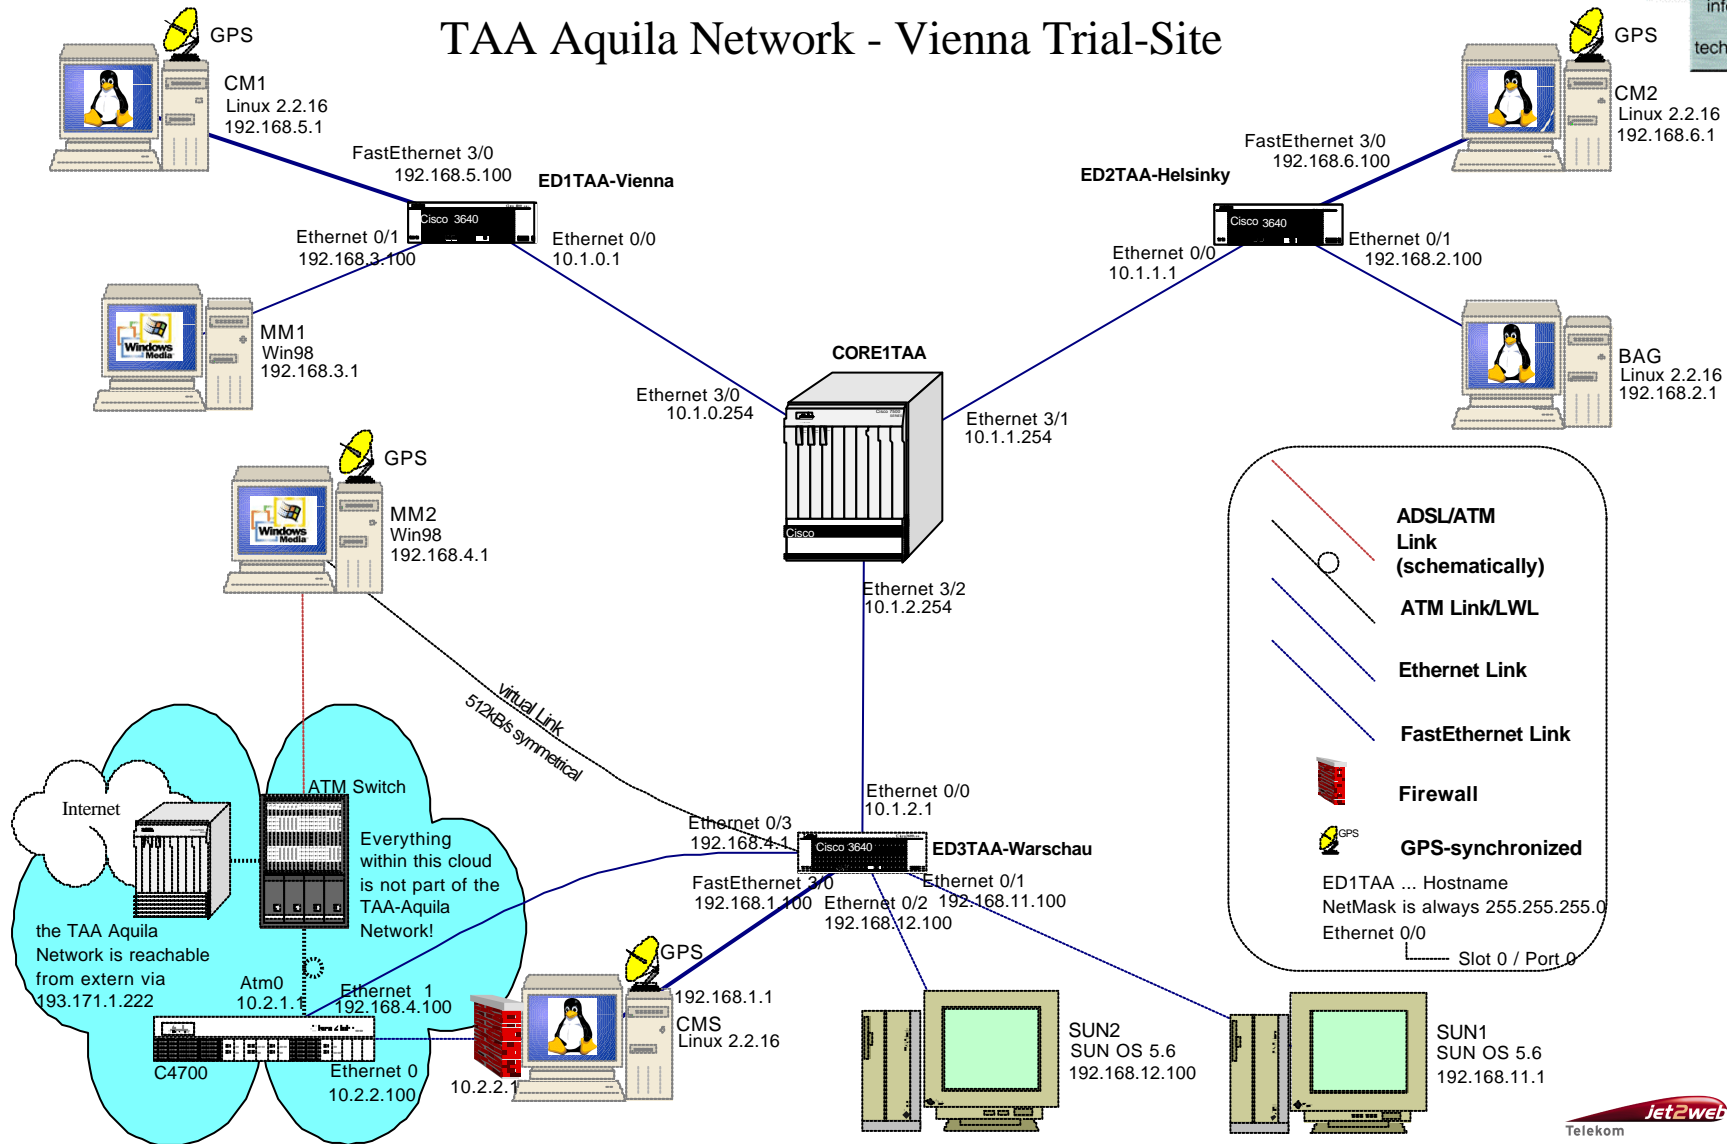 TAA Aquila Network - Vienna Trial-Site
info
tech
GPS
CM1
Linux 2.2.16
192.168.5.1
GPS
CM2
Linux 2.2.16
192.168.6.1
FastEthernet 3/0
192.168.5.100
ED1TAA-Vienna
Cisco 3640
Ethernet 0/1
192.168.3.100
Ethernet 0/0
10.1.0.1
FastEthernet 3/0
192.168.6.100
ED2TAA-Helsinky
Cisco 3640
Ethernet 0/0
10.1.1.1
Ethernet 0/1
192.168.2.100
Windows
Media
MM1
Win98
192.168.3.1
CORE1TAA
Ethernet 3/0
10.1.0.254
Ethernet 3/1
10.1.1.254
Cisco 7500
Cisco
Ethernet 3/2
10.1.2.254
BAG
Linux 2.2.16
192.168.2.1
GPS
Windows
Media
MM2
Win98
192.168.4.1
virtual Link
512kB/s symmetrical
ADSL/ATM
Link
(schematically)
ATM Link/LWL
Ethernet Link
FastEthernet Link
Firewall
GPS
GPS-synchronized
ED1TAA ... Hostname
NetMask is always 255.255.255.0
Ethernet 0/0
Slot 0 / Port 0
Internet
ATM Switch
Everything
within this cloud
is not part of the
TAA-Aquila
Network!
the TAA Aquila
Network is reachable
from extern via
193.171.1.222
Atm0
10.2.1.1
Ethernet 1
192.168.4.100
C4700
Ethernet 0
10.2.2.100
10.2.2.1
Ethernet 0/0
10.1.2.1
Ethernet 0/3
192.168.4.1
Cisco 3640
ED3TAA-Warschau
FastEthernet 3/0
192.168.1.100
Ethernet 0/2
192.168.12.100
Ethernet 0/1
192.168.11.100
GPS
192.168.1.1
CMS
Linux 2.2.16
SUN2
SUN OS 5.6
192.168.12.100
SUN1
SUN OS 5.6
192.168.11.1
jet2web
Telekom